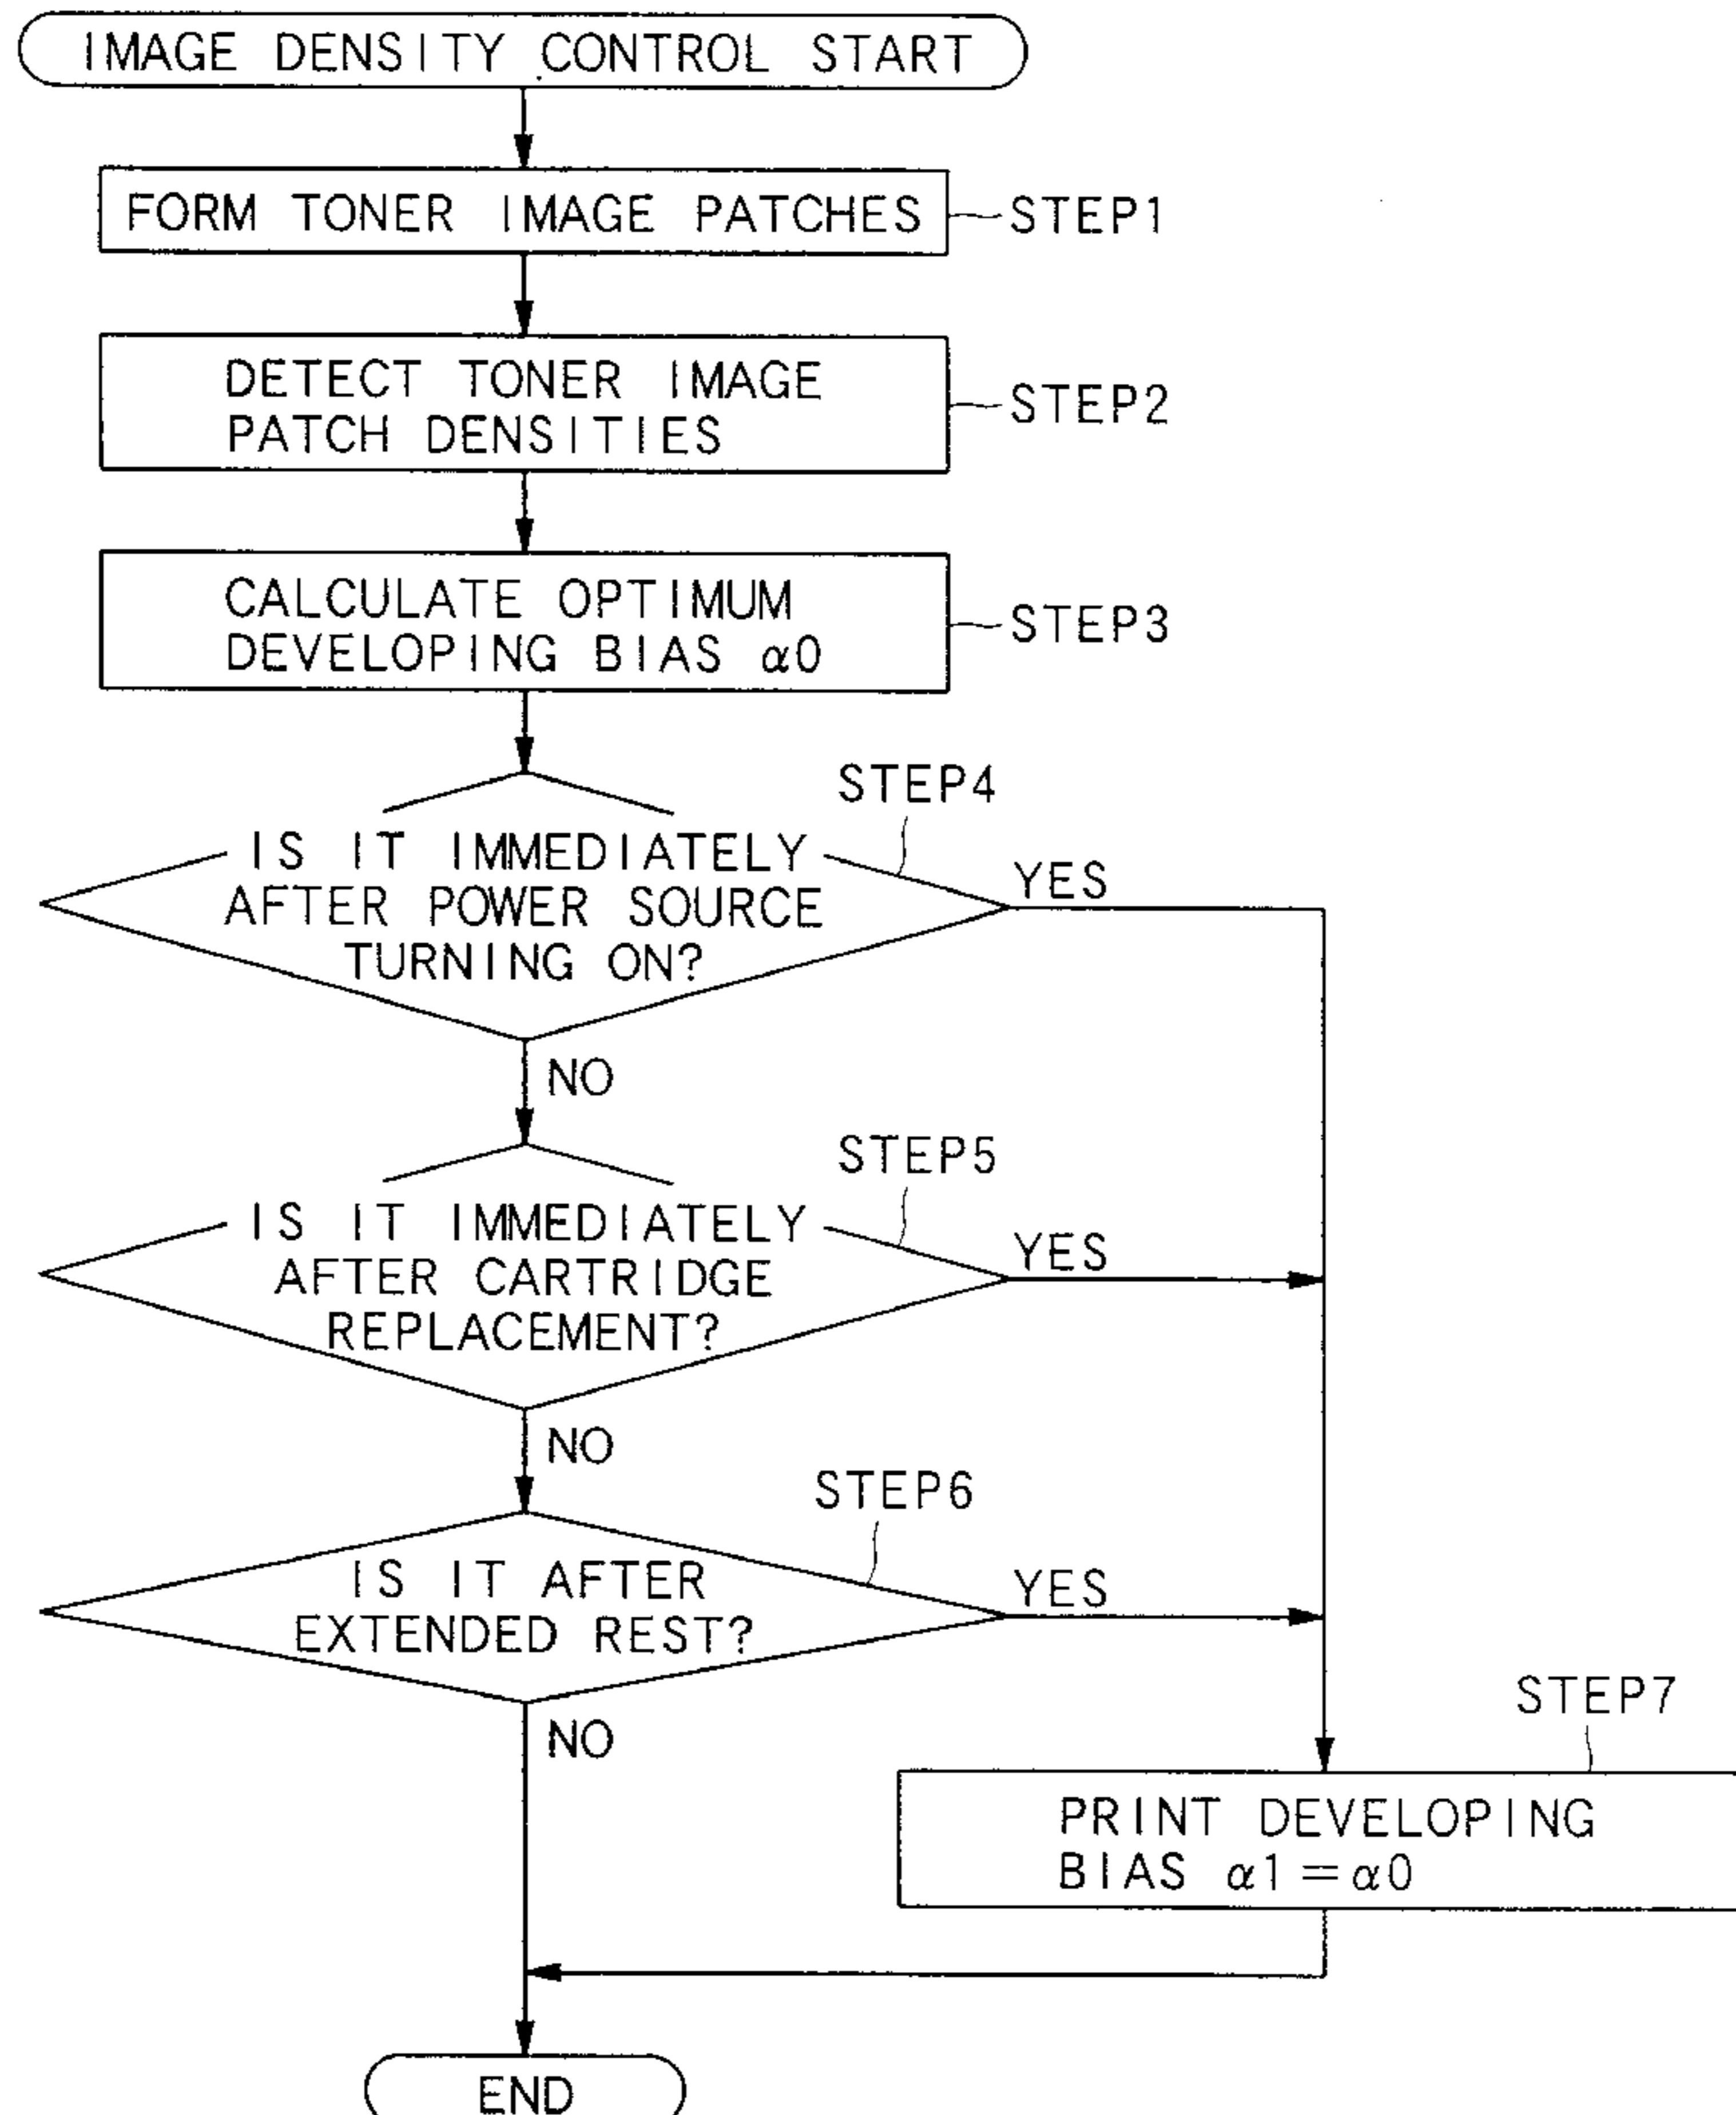 IMAGE DENSITY CONTROL START
FORM TONER IMAGE PATCHES
STEP1
DETECT TONER IMAGE
PATCH DENSITIES
STEP2
CALCULATE OPTIMUM
DEVELOPING BIAS α0
STEP3
STEP4
IS IT IMMEDIATELY
AFTER POWER SOURCE
TURNING ON?
YES
NO
STEP5
IS IT IMMEDIATELY
AFTER CARTRIDGE
REPLACEMENT?
YES
NO
STEP6
IS IT AFTER
EXTENDED REST?
YES
NO
STEP7
PRINT DEVELOPING
BIAS α1=α0
END